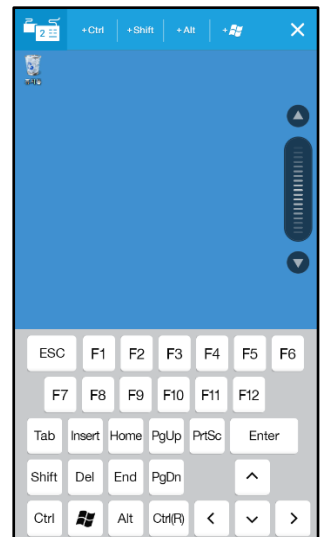 2 +Ctrl +Shift +Alt +
ESC F1 F2 F3 F4 F5 F6
F7 F8 F9 F10 F11 F12
Tab Insert Home PgUp PrtSc Enter
Shift Del End PgDn
Ctrl Alt Ctrl(R)